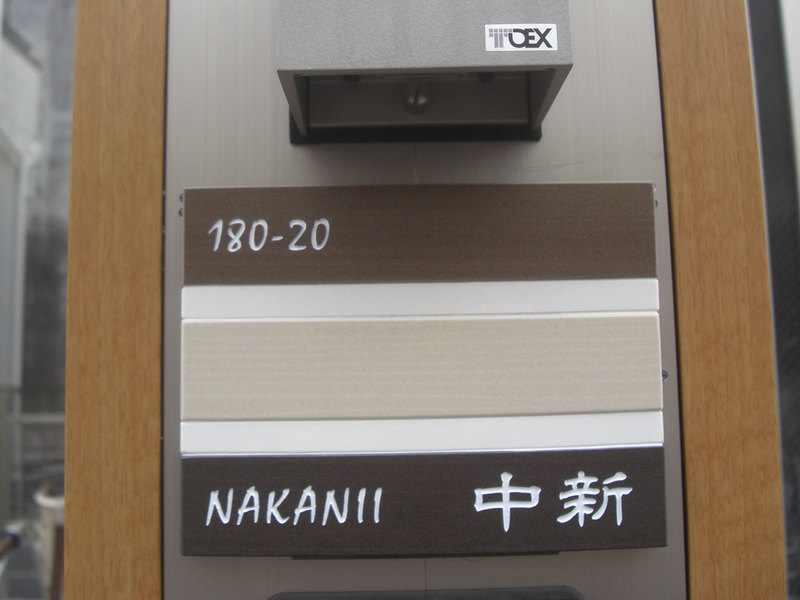 TOEX
180-20
NAKANII 中新